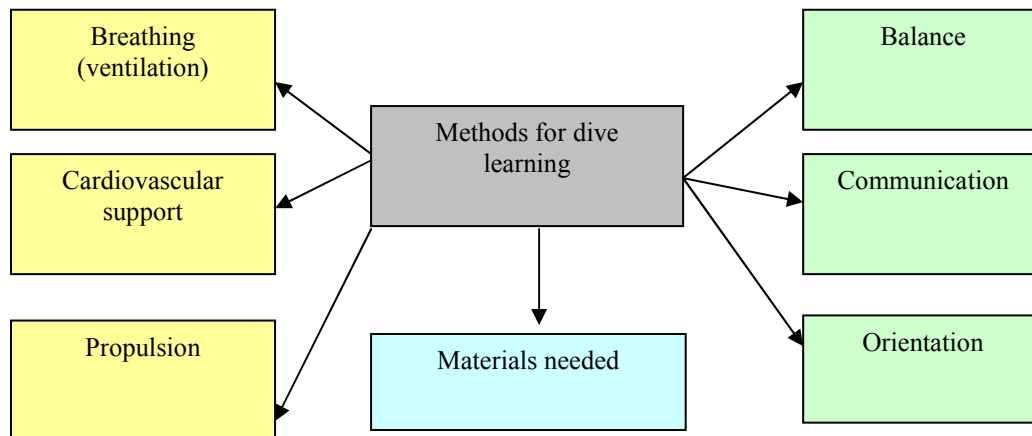 Breathing
(ventilation)
Balance
Methods for dive
learning
Cardiovascular
support
Communication
Propulsion
Materials needed
Orientation